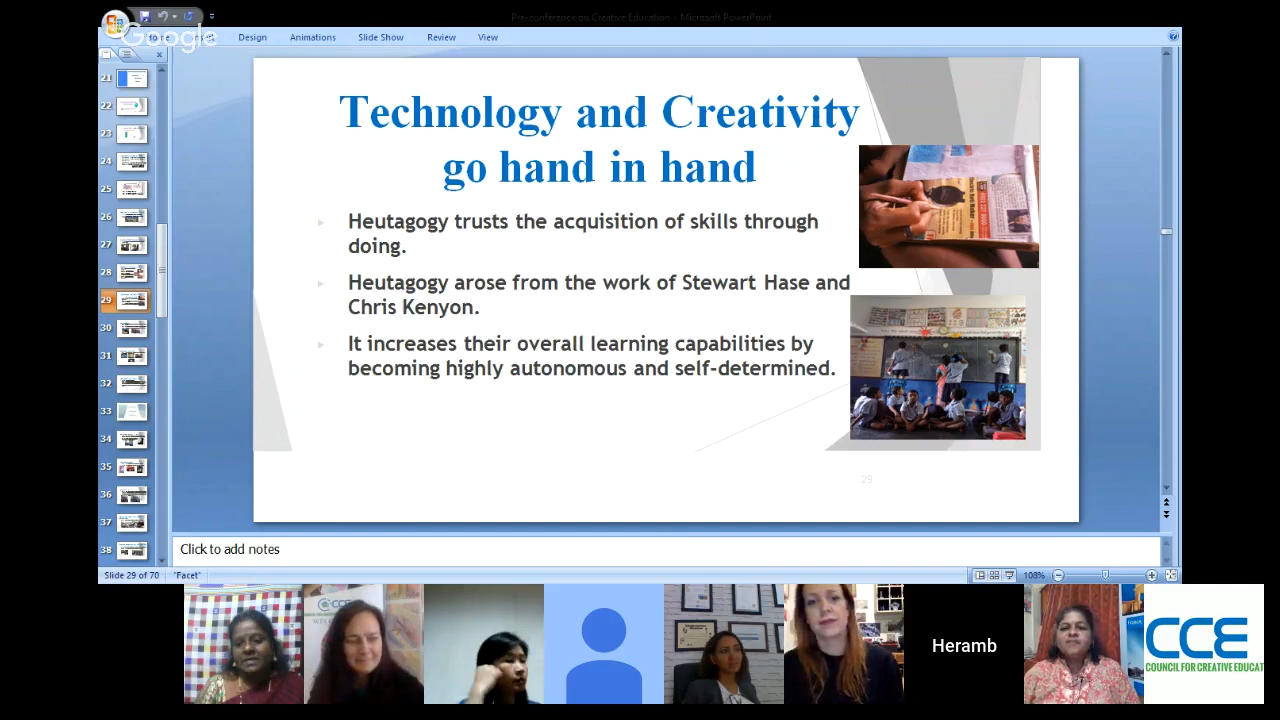 Pre-conference on Creative Education - Microsoft PowerPoint
Google
Home
Design
Animations
Slide Show
Review
View
21
22
23
24
25
26
27
28
29
30
31
32
33
34
35
36
37
38
Technology and Creativity
go hand in hand
Heutagogy trusts the acquisition of skills through
doing.
Heutagogy arose from the work of Stewart Hase and
Chris Kenyon.
It increases their overall learning capabilities by
becoming highly autonomous and self-determined.
29
Click to add notes
Slide 29 of 70
"Facet"
108%
CCE
Heramb
CCE
COUNCIL FOR CREATIVE EDUCAT